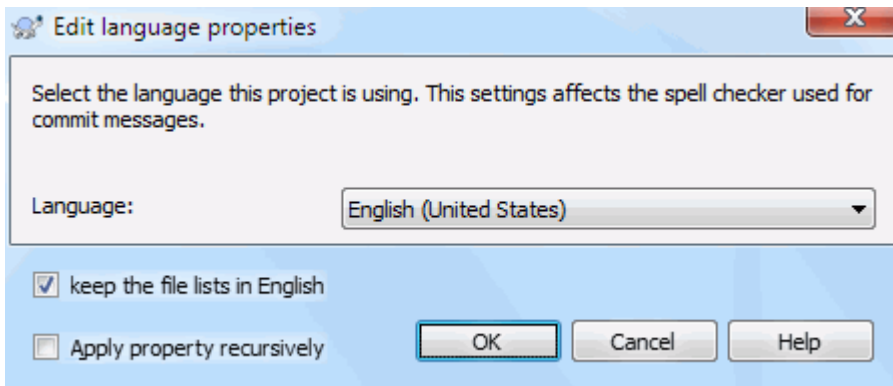 Edit language properties
Select the language this project is using. This settings affects the spell checker used for
commit messages.
Language: English (United States)
keep the file lists in English
Apply property recursively OK Cancel Help